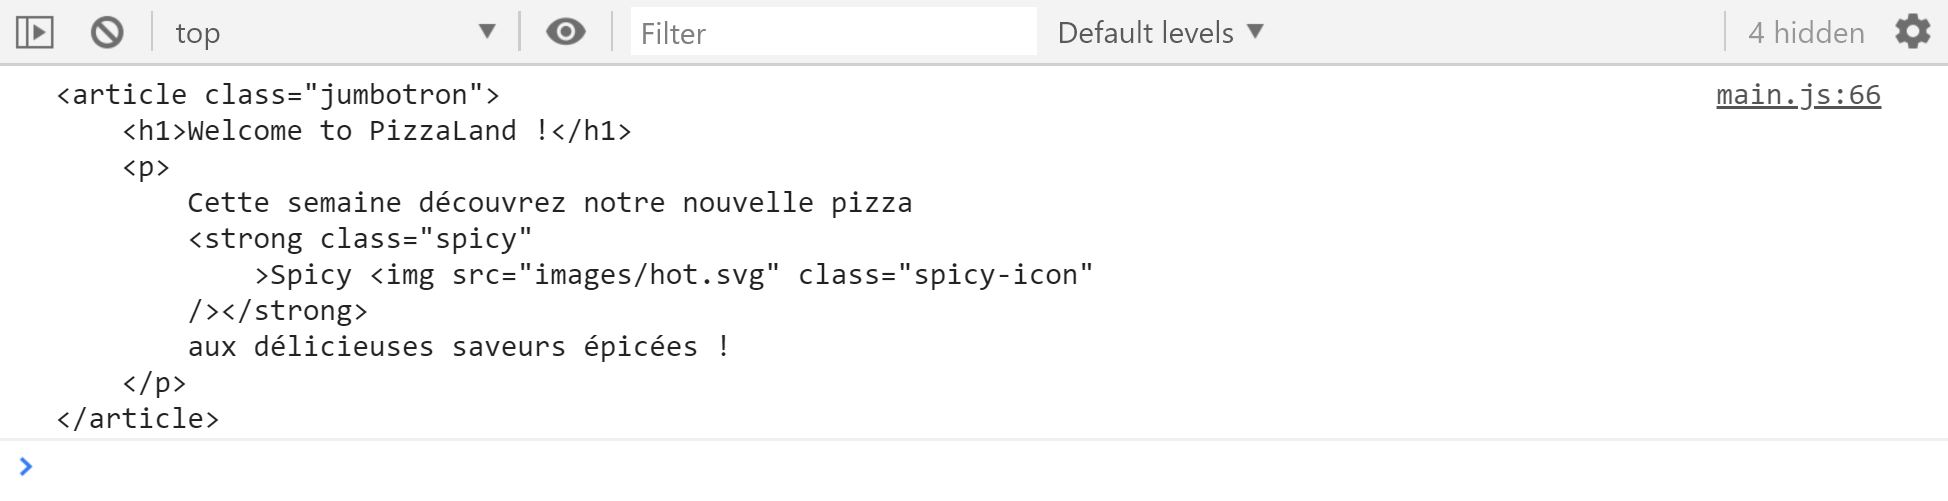 top ▼ Filter Default levels ▼ 4 hidden
<article class="jumbotron"> main.js:66
<h1>Welcome to PizzaLand !</h1>
<p>
Cette semaine découvrez notre nouvelle pizza
<strong class="spicy"
>Spicy <img src="images/hot.svg" class="spicy-icon"
/></strong>
aux délicieuses saveurs épicées !
</p>
</article>